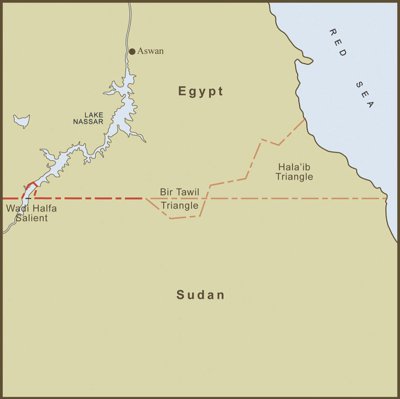 RED SEA
Aswan
Egypt
LAKE
NASSAR
Hala'ib
Triangle
Bir Tawil
Triangle
Wadi Halfa
Salient
Sudan